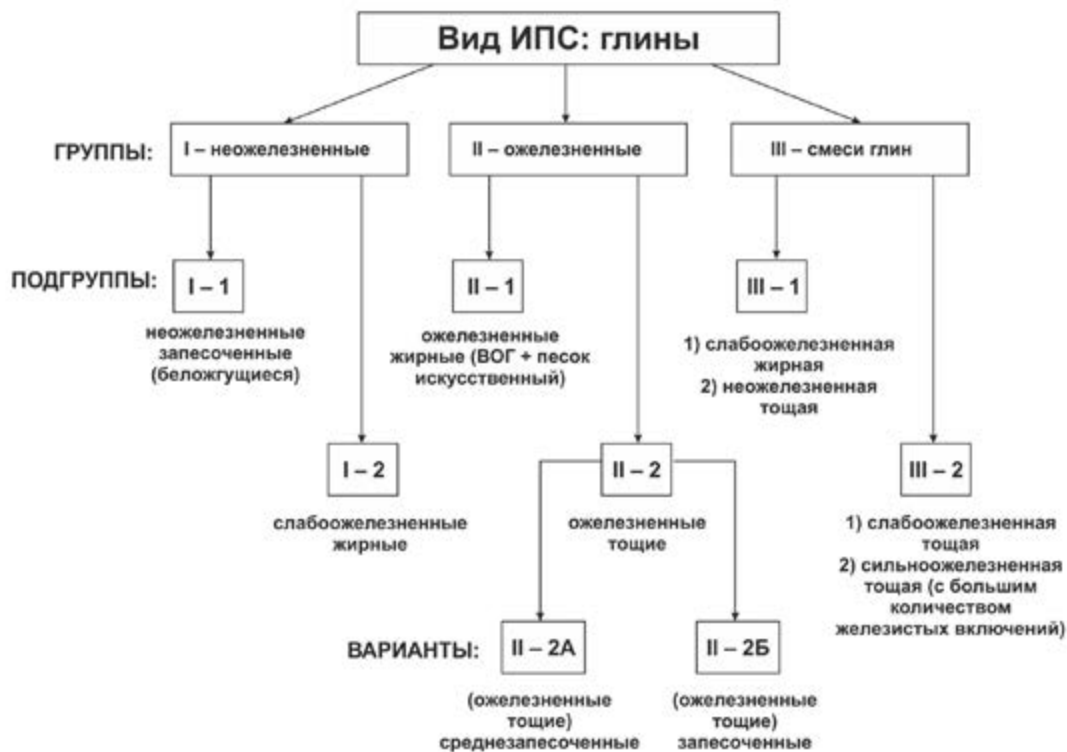 Вид ИПС: глины
ГРУППЫ:
I – неожелезненные
II – ожелезненные
III – смеси глин
ПОДГРУППЫ:
I – 1
неожелезненные
запесоченные
(беложгущиеся)
II – 1
ожелезненные
жирные (ВОГ + песок
искусственный)
III – 1
1) слабоожелезненная
жирная
2) неожелезненная
тощая
I – 2
слабоожелезненные
жирные
II – 2
ожелезненные
тощие
III – 2
1) слабоожелезненная
тощая
2) сильноожелезненная
тощая (с большим
количеством
железистых включений)
ВАРИАНТЫ:
II – 2А
(ожелезненные
тощие)
среднезапесоченные
II – 2Б
(ожелезненные
тощие)
запесоченные